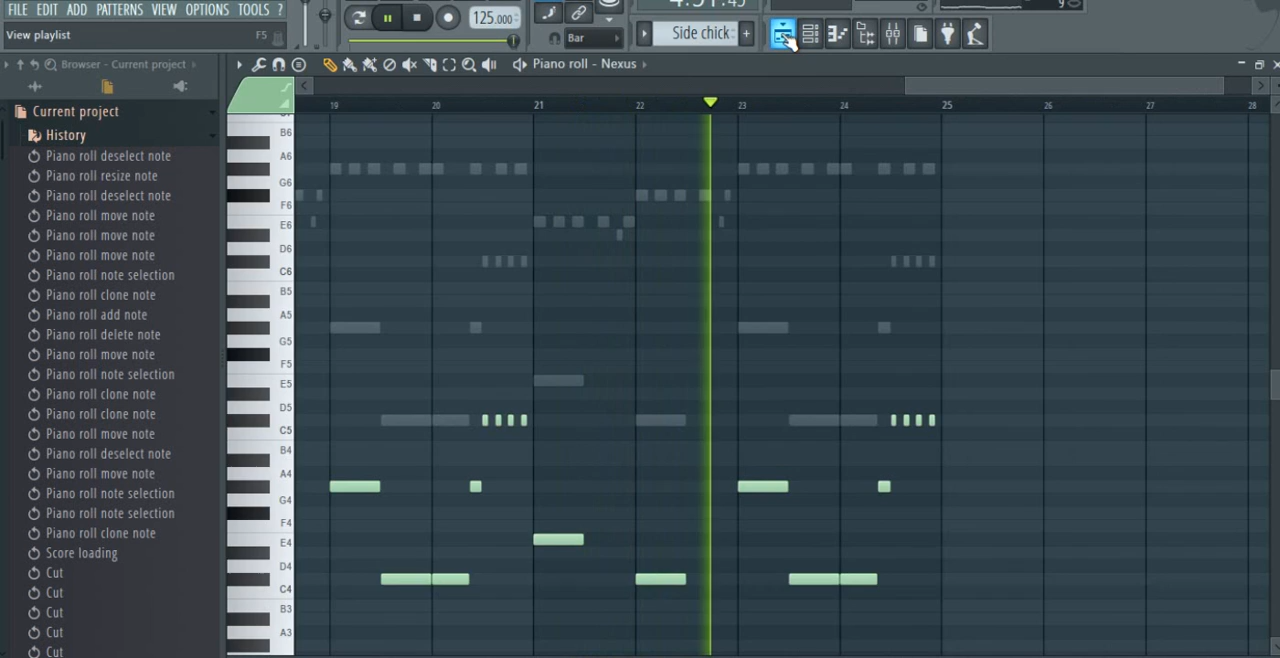 FILE EDIT ADD PATTERNS VIEW OPTIONS TOOLS ?
View playlist F5
125.000
Bar
Side chick
Browser - Current project
Piano roll - Nexus
Current project
History
Piano roll deselect note
Piano roll resize note
Piano roll deselect note
Piano roll move note
Piano roll move note
Piano roll move note
Piano roll note selection
Piano roll clone note
Piano roll add note
Piano roll delete note
Piano roll move note
Piano roll note selection
Piano roll clone note
Piano roll clone note
Piano roll move note
Piano roll deselect note
Piano roll move note
Piano roll note selection
Piano roll note selection
Piano roll clone note
Score loading
Cut
Cut
Cut
Cut
Cut
19 20 21 22 23 24 25 26 27 28
B6
A6
G6
F6
E6
D6
C6
B5
A5
G5
F5
E5
D5
C5
B4
A4
G4
F4
E4
D4
C4
B3
A3